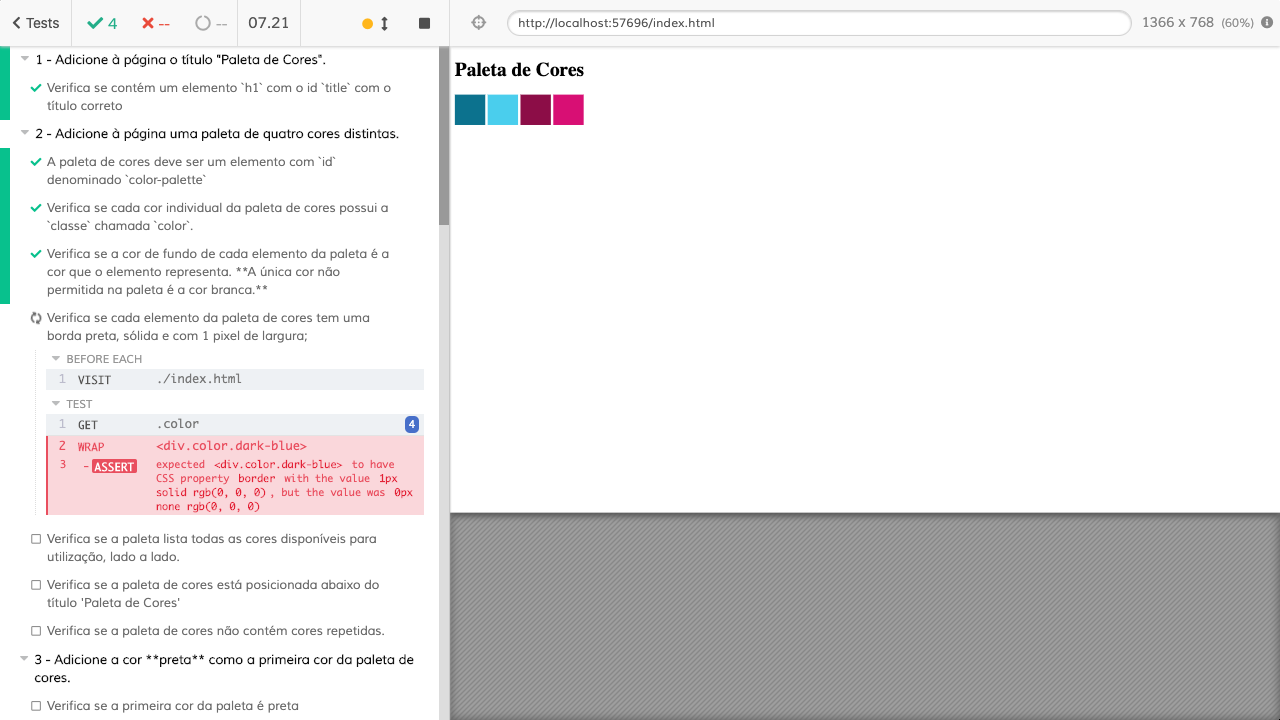 Tests
4
--
--
07.21
http://localhost:57696/index.html
1366 x 768 (60%)
1 - Adicione à página o título "Paleta de Cores".
Verifica se contêm um elemento `h1` com o id `title` com o
título correto
2 - Adicione à página uma paleta de quatro cores distintas.
A paleta de cores deve ser um elemento com `id`
denominado `color-palette`
Verifica se cada cor individual da paleta de cores possui a
`classe` chamada `color`.
Verifica se a cor de fundo de cada elemento da paleta é a
cor que o elemento representa. **A única cor não
permitida na paleta é a cor branca.**
Verifica se cada elemento da paleta de cores tem uma
borda preta, sólida e com 1 pixel de largura;
BEFORE EACH
1 VISIT ./index.html
TEST
1 GET .color 4
2 WRAP <div.color.dark-blue>
3 - ASSERT expected <div.color.dark-blue> to have
CSS property border with the value 1px
solid rgb(0, 0, 0), but the value was 0px
none rgb(0, 0, 0)
Verifica se a paleta lista todas as cores disponíveis para
utilização, lado a lado.
Verifica se a paleta de cores está posicionada abaixo do
título 'Paleta de Cores'
Verifica se a paleta de cores não contém cores repetidas.
3 - Adicione a cor **preta** como a primeira cor da paleta de
cores.
Verifica se a primeira cor da paleta é preta
Paleta de Cores